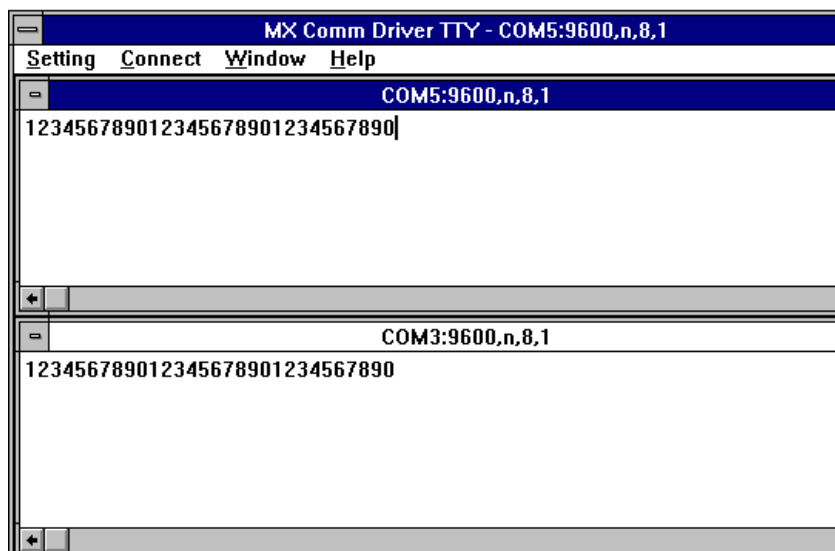 MX Comm Driver TTY - COM5:9600,n,8,1
Setting Connect Window Help
COM5:9600,n,8,1
123456789012345678901234567890
COM3:9600,n,8,1
123456789012345678901234567890